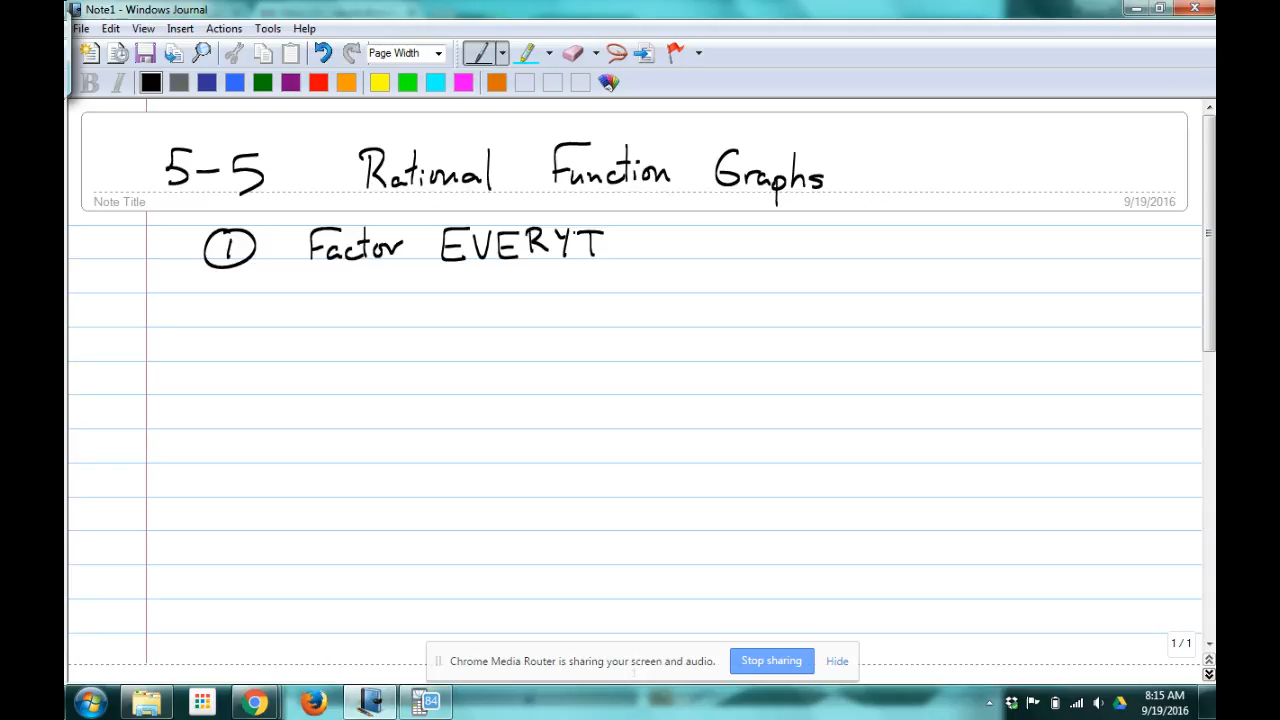 Note1 - Windows Journal
File Edit View Insert Actions Tools Help
Page Width
B I
5-5 Rational Function Graphs
Note Title 9/19/2016
① Factor EVERYT
1 / 1
Chrome Media Router is sharing your screen and audio. Stop sharing Hide
84
8:15 AM
9/19/2016